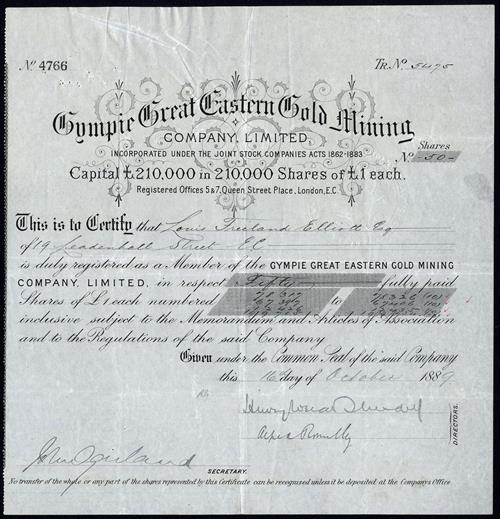 No 4766
TR. No 5475
Gympie Great Eastern Gold Mining
COMPANY, LIMITED,
INCORPORATED UNDER THE JOINT STOCK COMPANIES ACTS 1862-1883
Shares
No -50-
Capital £210,000 in 210,000 Shares of £1 each.
Registered Offices 5&7, Queen Street Place, London, E.C
This is to Certify that Louis Elliott Esq
of 19 Leadenhall Street E.C
is duly registered as a Member of the GYMPIE GREAT EASTERN GOLD MINING
COMPANY, LIMITED, in respect Fifty fully paid
Shares of £1 each numbered to
inclusive subject to the Memorandum and Articles of Association
and to the Regulations of the said Company
Given under the Common Seal of the said Company
this 16th day of October 1889
DIRECTORS.
SECRETARY.
No transfer of the whole or any part of the shares represented by this Certificate can be recognised unless it be deposited at the Company's Office.